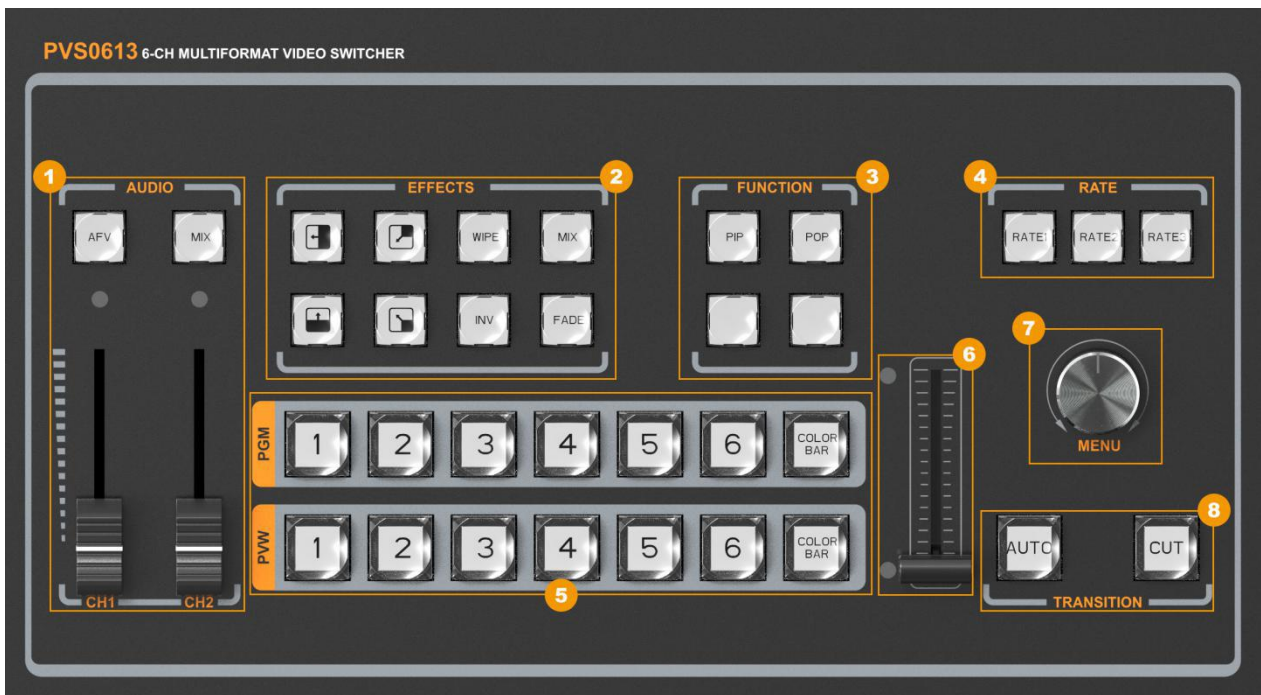 PVS0613 6-CH MULTIFORMAT VIDEO SWITCHER
1 AUDIO
AFV MIX
CH1 CH2
2 EFFECTS
WIPE MIX
INV FADE
3 FUNCTION
PIP POP
4 RATE
RATE1 RATE2 RATE3
PGM 1 2 3 4 5 6 COLOR BAR
PVW 1 2 3 4 5 6 COLOR BAR
5
6
7
MENU
8
AUTO CUT
TRANSITION